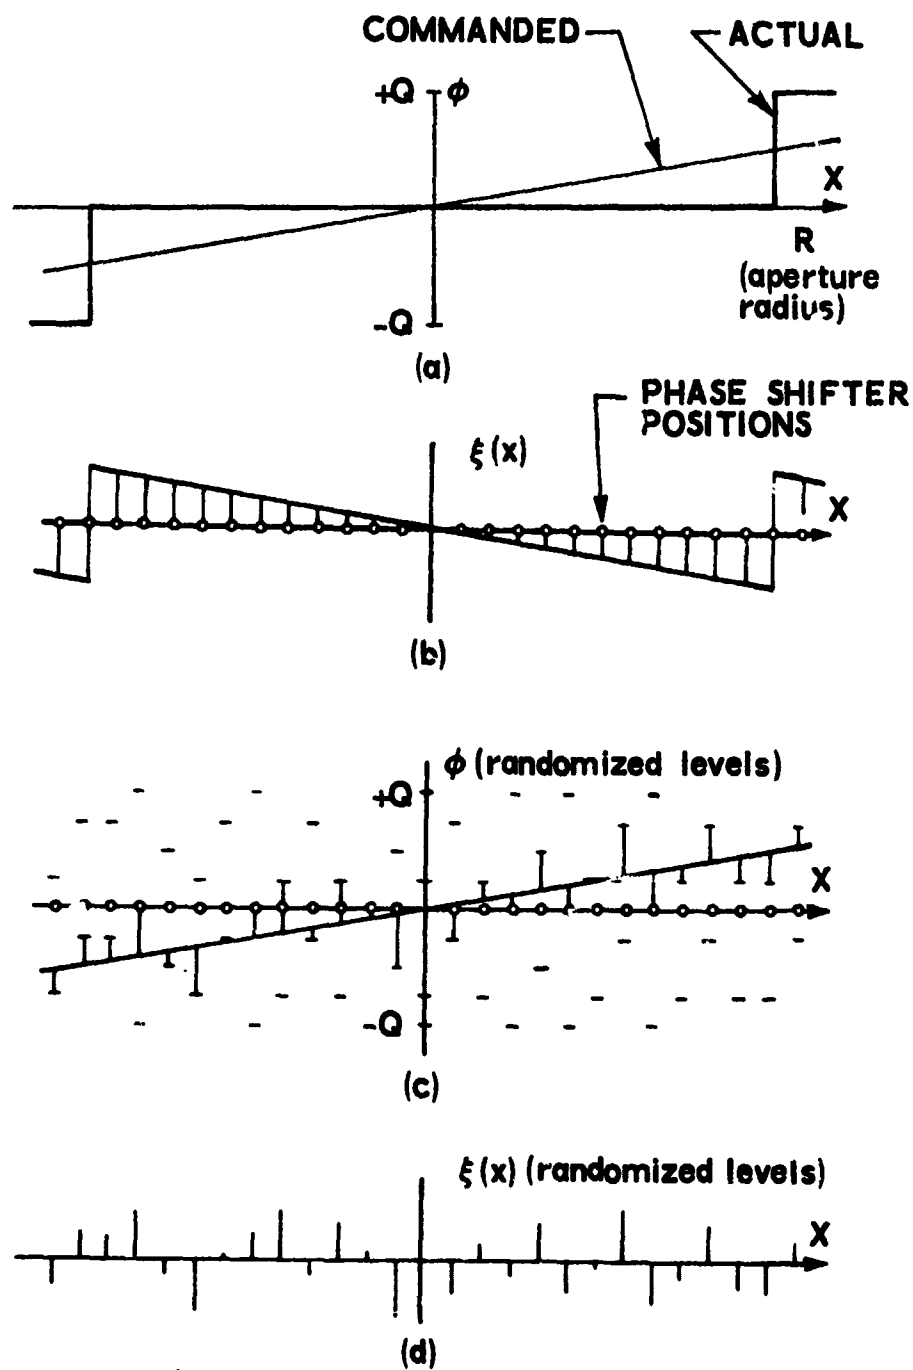 COMMANDED ACTUAL
+Q ϕ
X
R
(aperture
radius)
-Q
(a)
PHASE SHIFTER
POSITIONS
ξ(x)
X
(b)
ϕ (randomized levels)
+Q
X
-Q
(c)
ξ(x) (randomized levels)
X
(d)